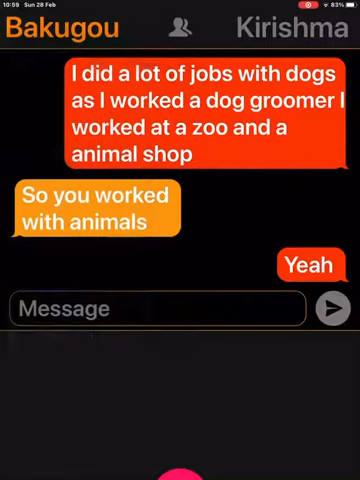 10:59 Sun 28 Feb 83%
Bakugou Kirishma
I did a lot of jobs with dogs
as I worked a dog groomer I
worked at a zoo and a
animal shop
So you worked
with animals
Yeah
Message